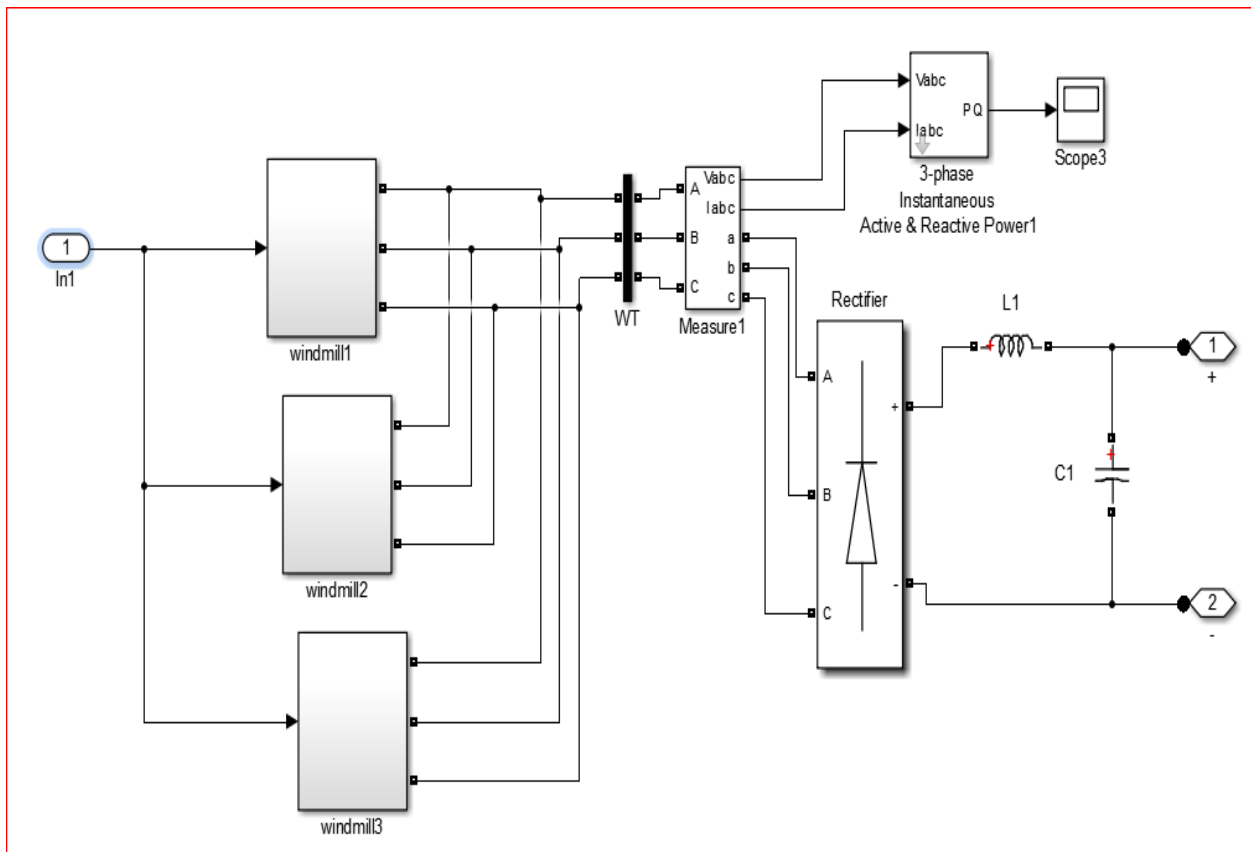 1
In1
windmill1
windmill2
windmill3
WT
A
B
C
Vabc
Iabc
a
b
c
Measure1
Vabc
Iabc
PQ
3-phase
Instantaneous
Active & Reactive Power1
Scope3
Rectifier
A
B
C
+
-
L1
+
C1
+
1
+
2
-